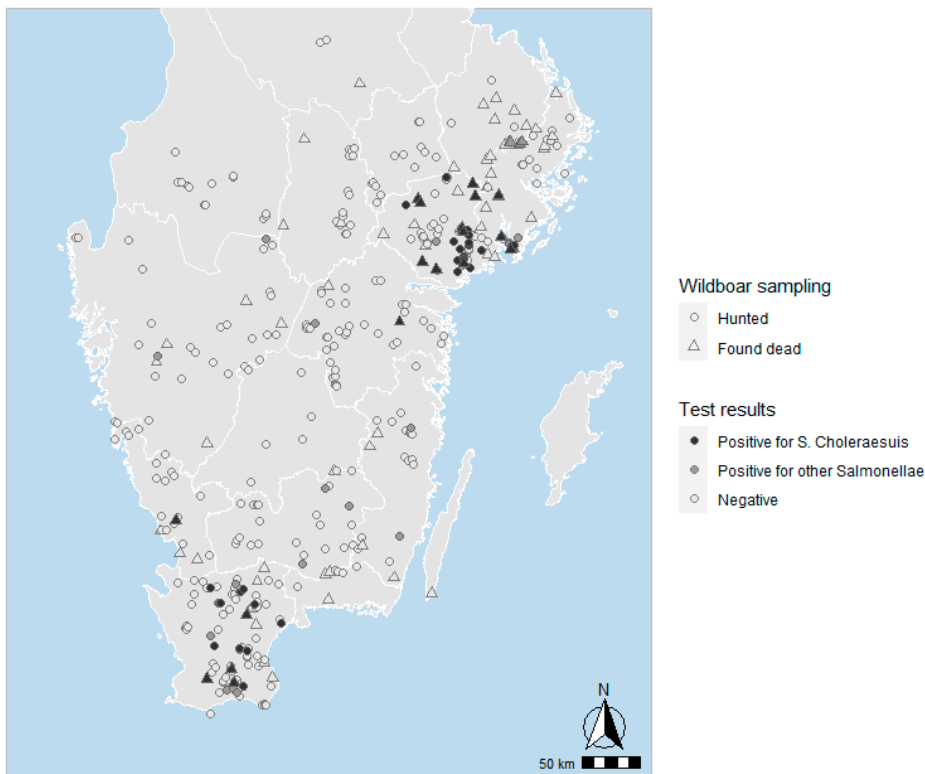 Wildboar sampling
Hunted
Found dead
Test results
Positive for S. Choleraesuis
Positive for other Salmonellae
Negative
N
50 km